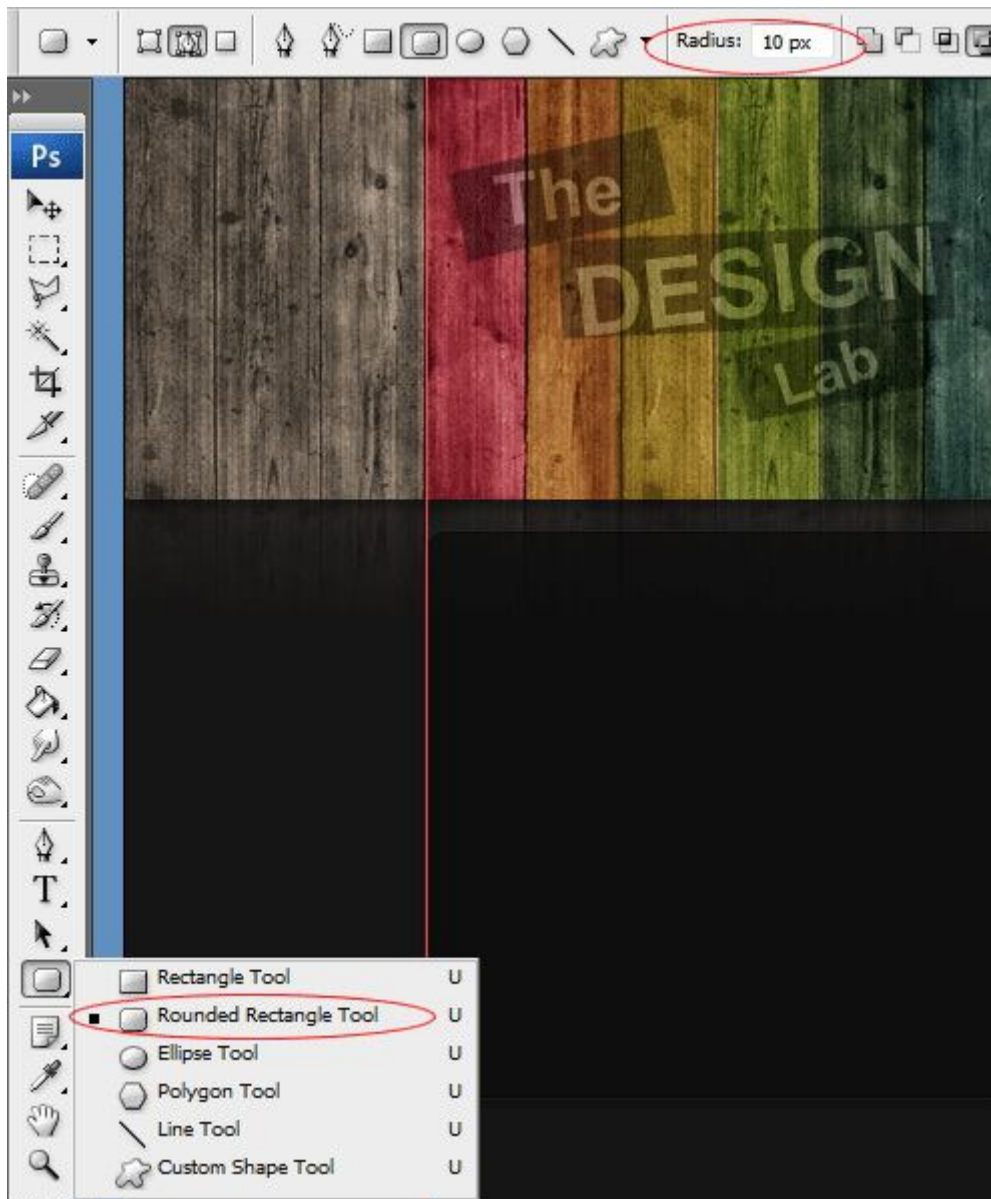 Radius: 10 px
Ps
The
DESIGN
Lab
T
Rectangle Tool U
Rounded Rectangle Tool U
Ellipse Tool U
Polygon Tool U
Line Tool U
Custom Shape Tool U